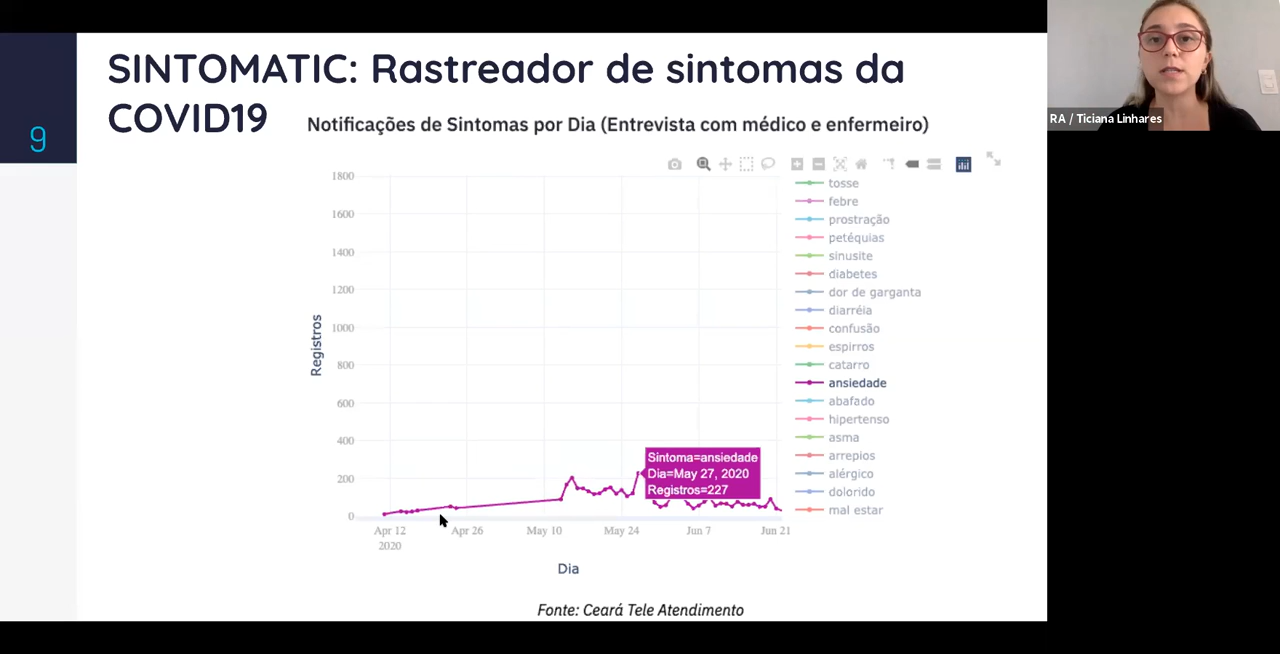 SINTOMATIC: Rastreador de sintomas da
COVID19
9
Notificações de Sintomas por Dia (Entrevista com médico e enfermeiro)
RA / Ticiana Linhares
1800
1600
1400
1200
1000
800
600
400
200
0
Registros
Apr 12
2020
Apr 26
May 10
May 24
Jun 7
Jun 21
Dia
Sintoma=ansiedade
Dia=May 27, 2020
Registros=227
tosse
febre
prostração
petéquias
sinusite
diabetes
dor de garganta
diarréia
confusão
espirros
catarro
ansiedade
abafado
hipertenso
asma
arrepios
alérgico
dolorido
mal estar
Fonte: Ceará Tele Atendimento